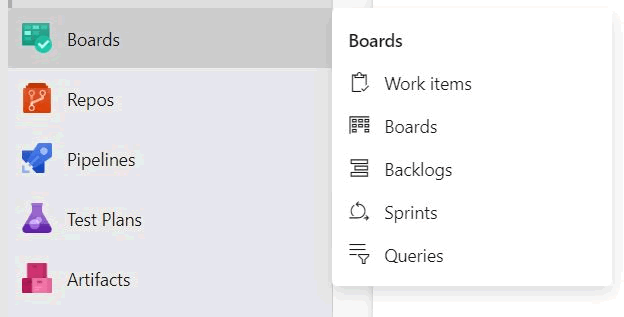 Boards
Repos
Pipelines
Test Plans
Artifacts
Boards
Work items
Boards
Backlogs
Sprints
Queries